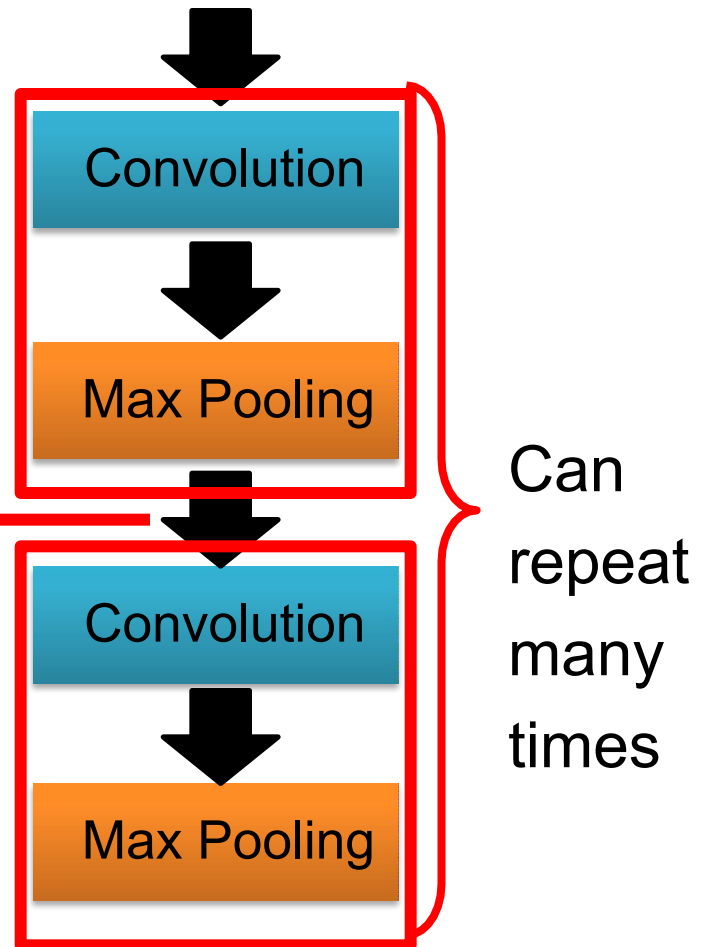 Convolution
Max Pooling
Convolution
Max Pooling
Can
repeat
many
times